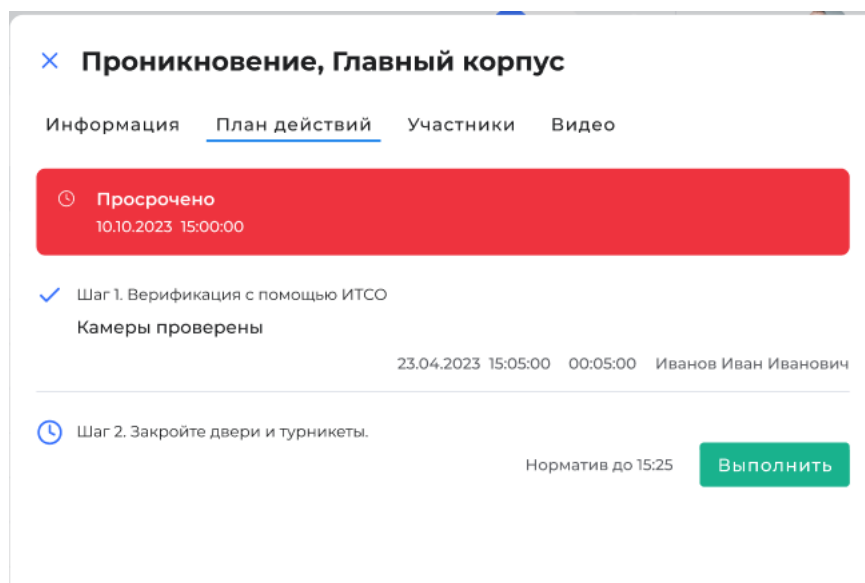 Проникновение, Главный корпус
Информация План действий Участники Видео
Просрочено
10.10.2023 15:00:00
Шаг 1. Верификация с помощью ИТСО
Камеры проверены
23.04.2023 15:05:00 00:05:00 Иванов Иван Иванович
Шаг 2. Закройте двери и турникеты.
Норматив до 15:25 Выполнить